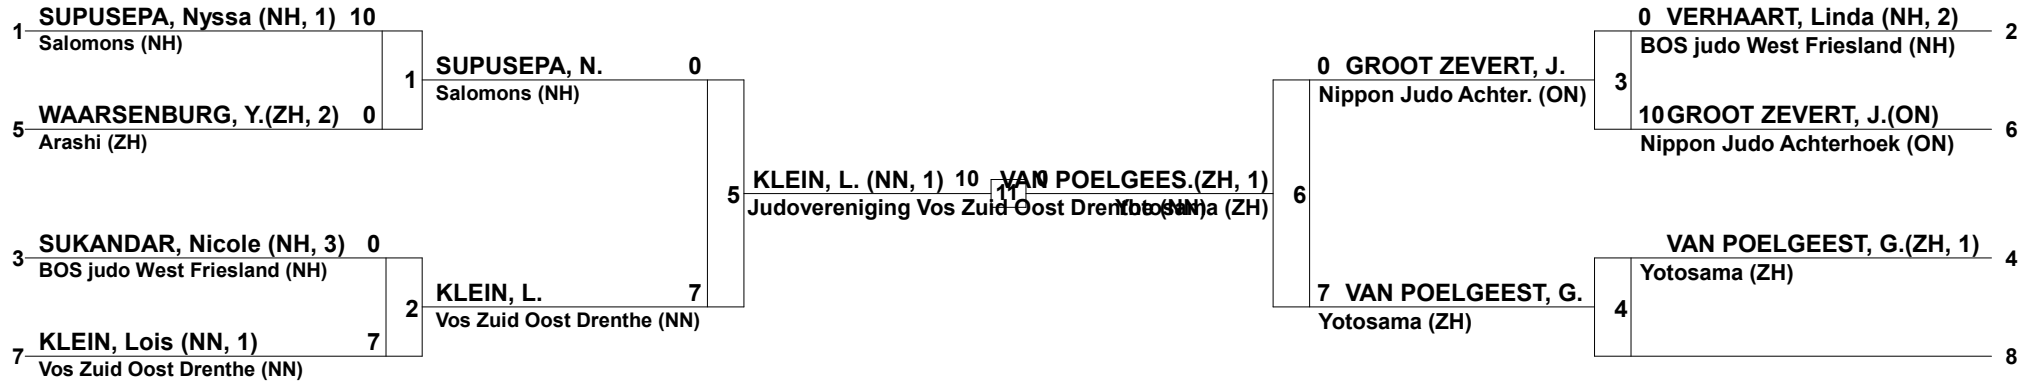 1 SUPUSEPA, Nyssa (NH, 1) 10
Salomons (NH)
5 WAARSENBURG, Y.(ZH, 2) 0
Arashi (ZH)
1
SUPUSEPA, N. 0
Salomons (NH)
3 SUKANDAR, Nicole (NH, 3) 0
BOS judo West Friesland (NH)
7 KLEIN, Lois (NN, 1) 7
Vos Zuid Oost Drenthe (NN)
2
KLEIN, L. 7
Vos Zuid Oost Drenthe (NN)
5
KLEIN, L. (NN, 1) 10
Judovereniging Vos Zuid Oost Drenthe (NN)
11
0 VAN POELGEES.(ZH, 1)
Yotosama (ZH)
6
0 GROOT ZEVERT, J.
Nippon Judo Achter. (ON)
7 VAN POELGEEST, G.
Yotosama (ZH)
3
0 VERHAART, Linda (NH, 2) 2
BOS judo West Friesland (NH)
10 GROOT ZEVERT, J.(ON) 6
Nippon Judo Achterhoek (ON)
4
VAN POELGEEST, G.(ZH, 1) 4
Yotosama (ZH)
8